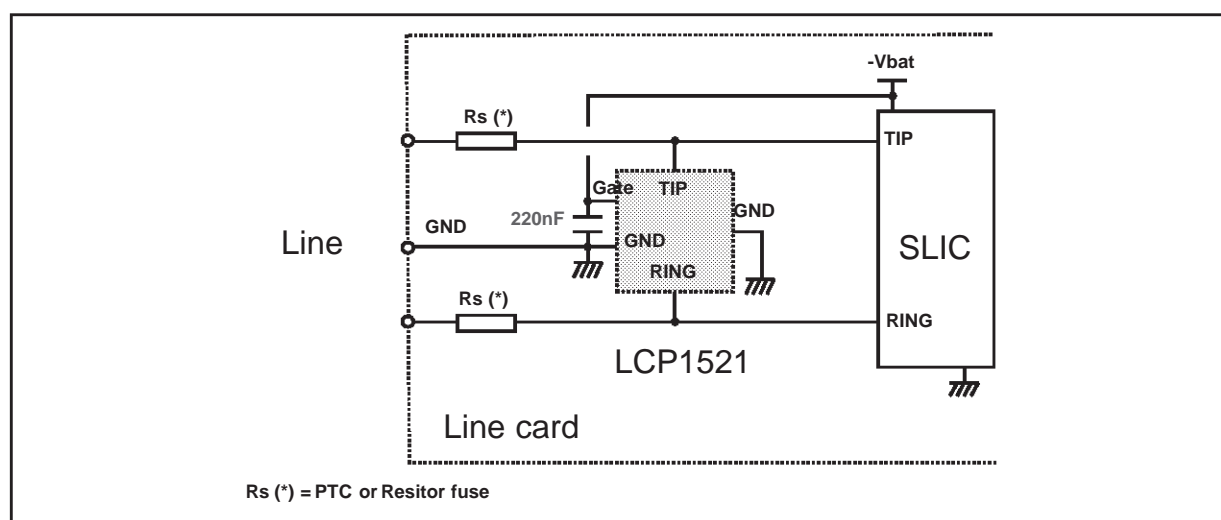 -Vbat
Rs (*)
TIP
Gate
TIP
220nF
GND
GND
GND
Line
SLIC
RING
Rs (*)
RING
LCP1521
Line card
Rs (*) = PTC or Resitor fuse